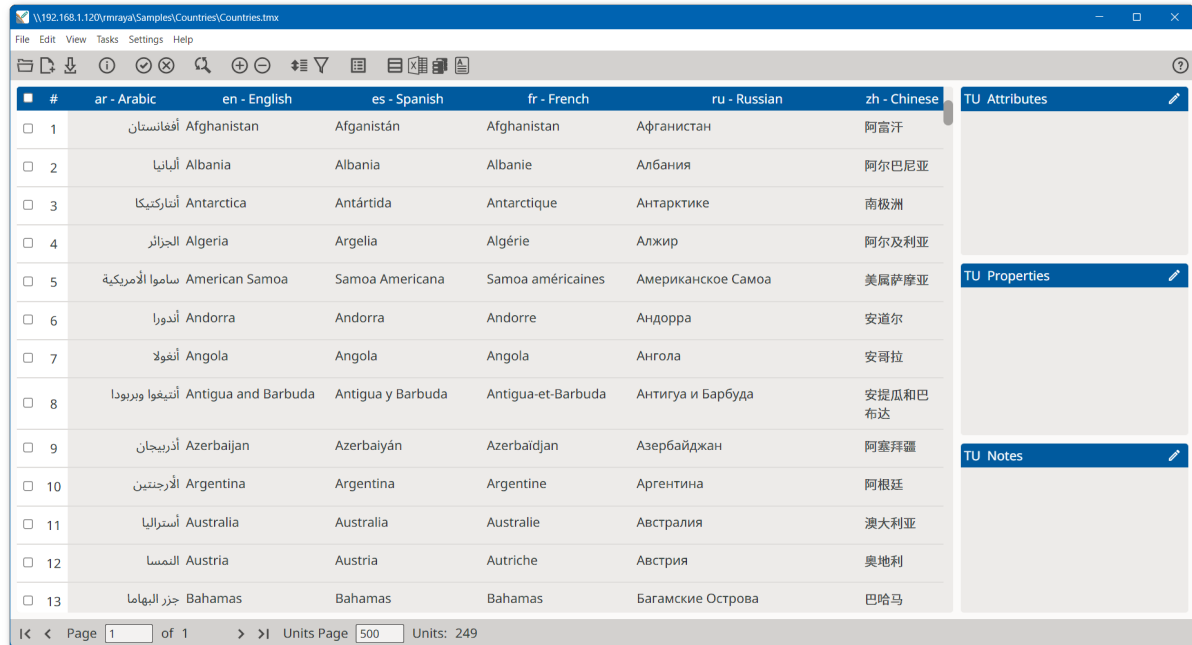 \\192.168.1.120\rmraya\Samples\Countries\Countries.tmx
File Edit View Tasks Settings Help
# ar - Arabic en - English es - Spanish fr - French ru - Russian zh - Chinese
1 أفغانستان Afghanistan Afganistán Afghanistan Афганистан 阿富汗
2 ألبانيا Albania Albania Albanie Албания 阿尔巴尼亚
3 أنتاركتيكا Antarctica Antártida Antarctique Антарктике 南极洲
4 الجزائر Algeria Argelia Algérie Алжир 阿尔及利亚
5 ساموا الأمريكية American Samoa Samoa Americana Samoa américaines Американское Самоа 美属萨摩亚
6 أندورا Andorra Andorra Andorre Андорра 安道尔
7 أنغولا Angola Angola Angola Ангола 安哥拉
8 أنتيغوا وبربودا Antigua and Barbuda Antigua y Barbuda Antigua-et-Barbuda Антигуа и Барбуда 安提瓜和巴
布达
9 أذربيجان Azerbaijan Azerbaiyán Azerbaïdjan Азербайджан 阿塞拜疆
10 الأرجنتين Argentina Argentina Argentine Аргентина 阿根廷
11 أستراليا Australia Australia Australie Австралия 澳大利亚
12 النمسا Austria Austria Autriche Австрия 奥地利
13 جزر البهاما Bahamas Bahamas Bahamas Багамские Острова 巴哈马
TU Attributes
TU Properties
TU Notes
Page 1 of 1 Units Page 500 Units: 249